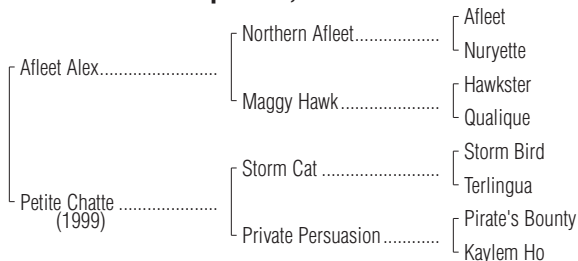 Afleet
Northern Afleet
Nuryette
Afleet Alex
Hawkster
Maggy Hawk
Qualique
Storm Bird
Storm Cat
Terlingua
Petite Chatte
(1999)
Pirate's Bounty
Private Persuasion
Kaylem Ho